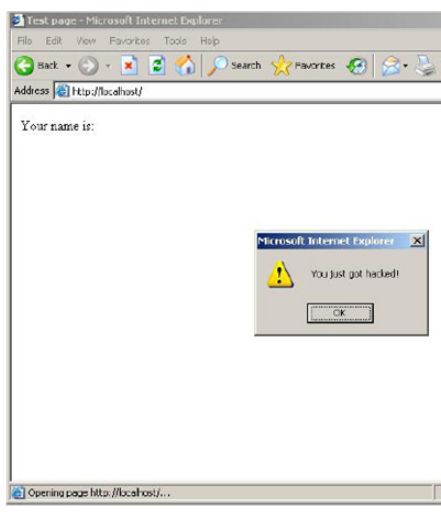 Test page - Microsoft Internet Explorer
File Edit View Favorites Tools Help
Back Search Favorites
Address http://localhost/
Your name is:
Microsoft Internet Explorer
You just got hacked!
OK
Opening page http://localhost/...